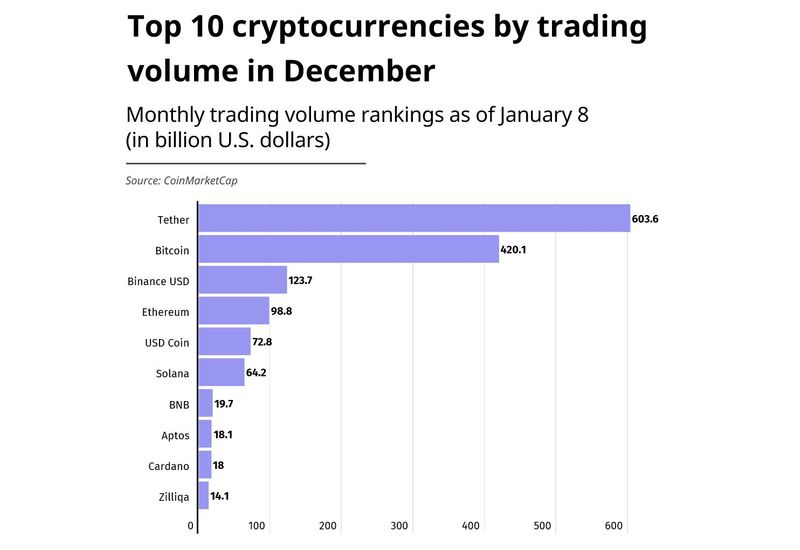 Top 10 cryptocurrencies by trading
volume in December
Monthly trading volume rankings as of January 8
(in billion U.S. dollars)
Source: CoinMarketCap
Tether 603.6
Bitcoin 420.1
Binance USD 123.7
Ethereum 98.8
USD Coin 72.8
Solana 64.2
BNB 19.7
Aptos 18.1
Cardano 18
Zilliqa 14.1
0 100 200 300 400 500 600